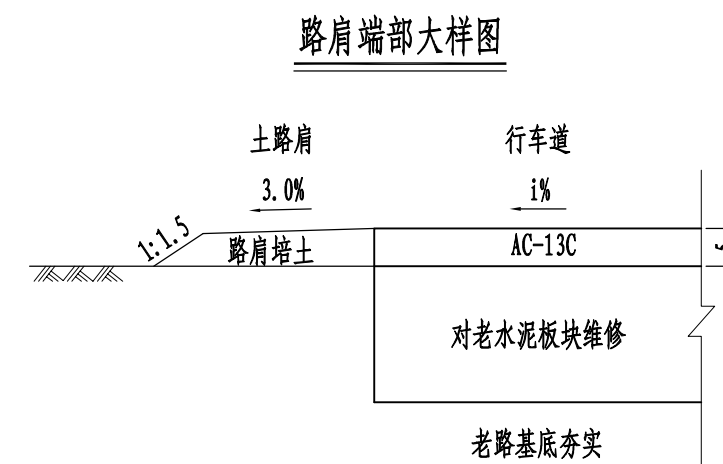 路肩端部大样图
土路肩 行车道
3.0% i%
1:1.5
路肩培土 AC-13C
对老水泥板块维修
老路基底夯实